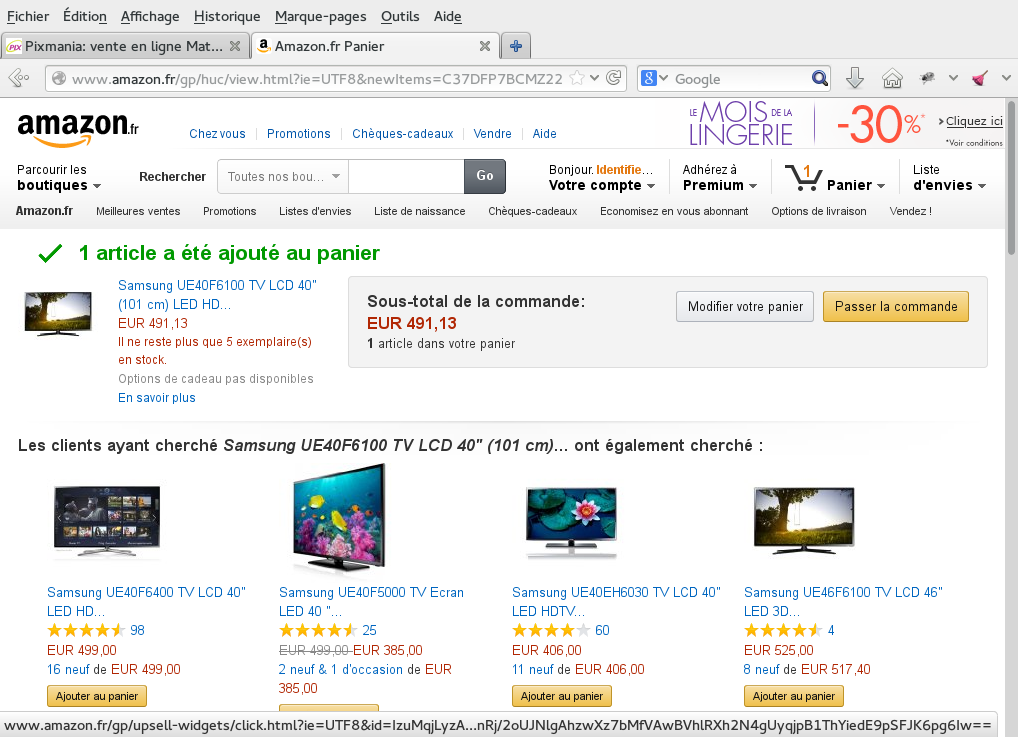 Fichier Édition Affichage Historique Marque-pages Outils Aide
Pixmania: vente en ligne Mat... Amazon.fr Panier
www.amazon.fr/gp/huc/view.html?ie=UTF8&newItems=C37DFP7BCMZ22 Google
amazon.fr
Chez vous Promotions Chèques-cadeaux Vendre Aide
LE MOIS DE LA LINGERIE -30%* Cliquez ici
*Voir conditions
Parcourir les boutiques
Rechercher Toutes nos bou... Go
Bonjour. Identifie... Votre compte
Adhérez à Premium
1 Panier
Liste d'envies
Amazon.fr Meilleures ventes Promotions Listes d'envies Liste de naissance Chèques-cadeaux Economisez en vous abonnant Options de livraison Vendez !
1 article a été ajouté au panier
Samsung UE40F6100 TV LCD 40"
(101 cm) LED HD...
EUR 491,13
Il ne reste plus que 5 exemplaire(s)
en stock.
Options de cadeau pas disponibles
En savoir plus
Sous-total de la commande:
EUR 491,13
1 article dans votre panier
Modifier votre panier Passer la commande
Les clients ayant cherché Samsung UE40F6100 TV LCD 40" (101 cm)... ont également cherché :
Samsung UE40F6400 TV LCD 40"
LED HD...
98
EUR 499,00
16 neuf de EUR 499,00
Ajouter au panier
Samsung UE40F5000 TV Ecran
LED 40 "...
25
EUR 499,00 EUR 385,00
2 neuf & 1 d'occasion de EUR
385,00
Samsung UE40EH6030 TV LCD 40"
LED HDTV...
60
EUR 406,00
11 neuf de EUR 406,00
Ajouter au panier
Samsung UE46F6100 TV LCD 46"
LED 3D...
4
EUR 525,00
8 neuf de EUR 517,40
Ajouter au panier
www.amazon.fr/gp/upsell-widgets/click.html?ie=UTF8&id=IzuMqjLyzA...nRj/2oUJNlgAhzwXz7bMfVAwBVhlRXh2N4gUyqjpB1ThYiedE9pSFJK6pg6Iw==